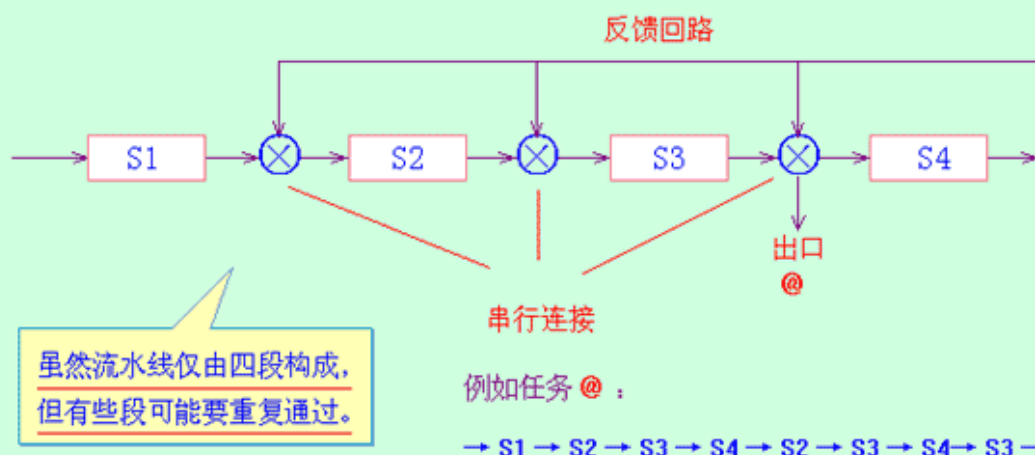 反馈回路
S1 S2 S3 S4
出口
@
串行连接
虽然流水线仅由四段构成，
但有些段可能要重复通过。
例如任务 @ ：
→ S1 → S2 → S3 → S4 → S2 → S3 → S4→ S3 →